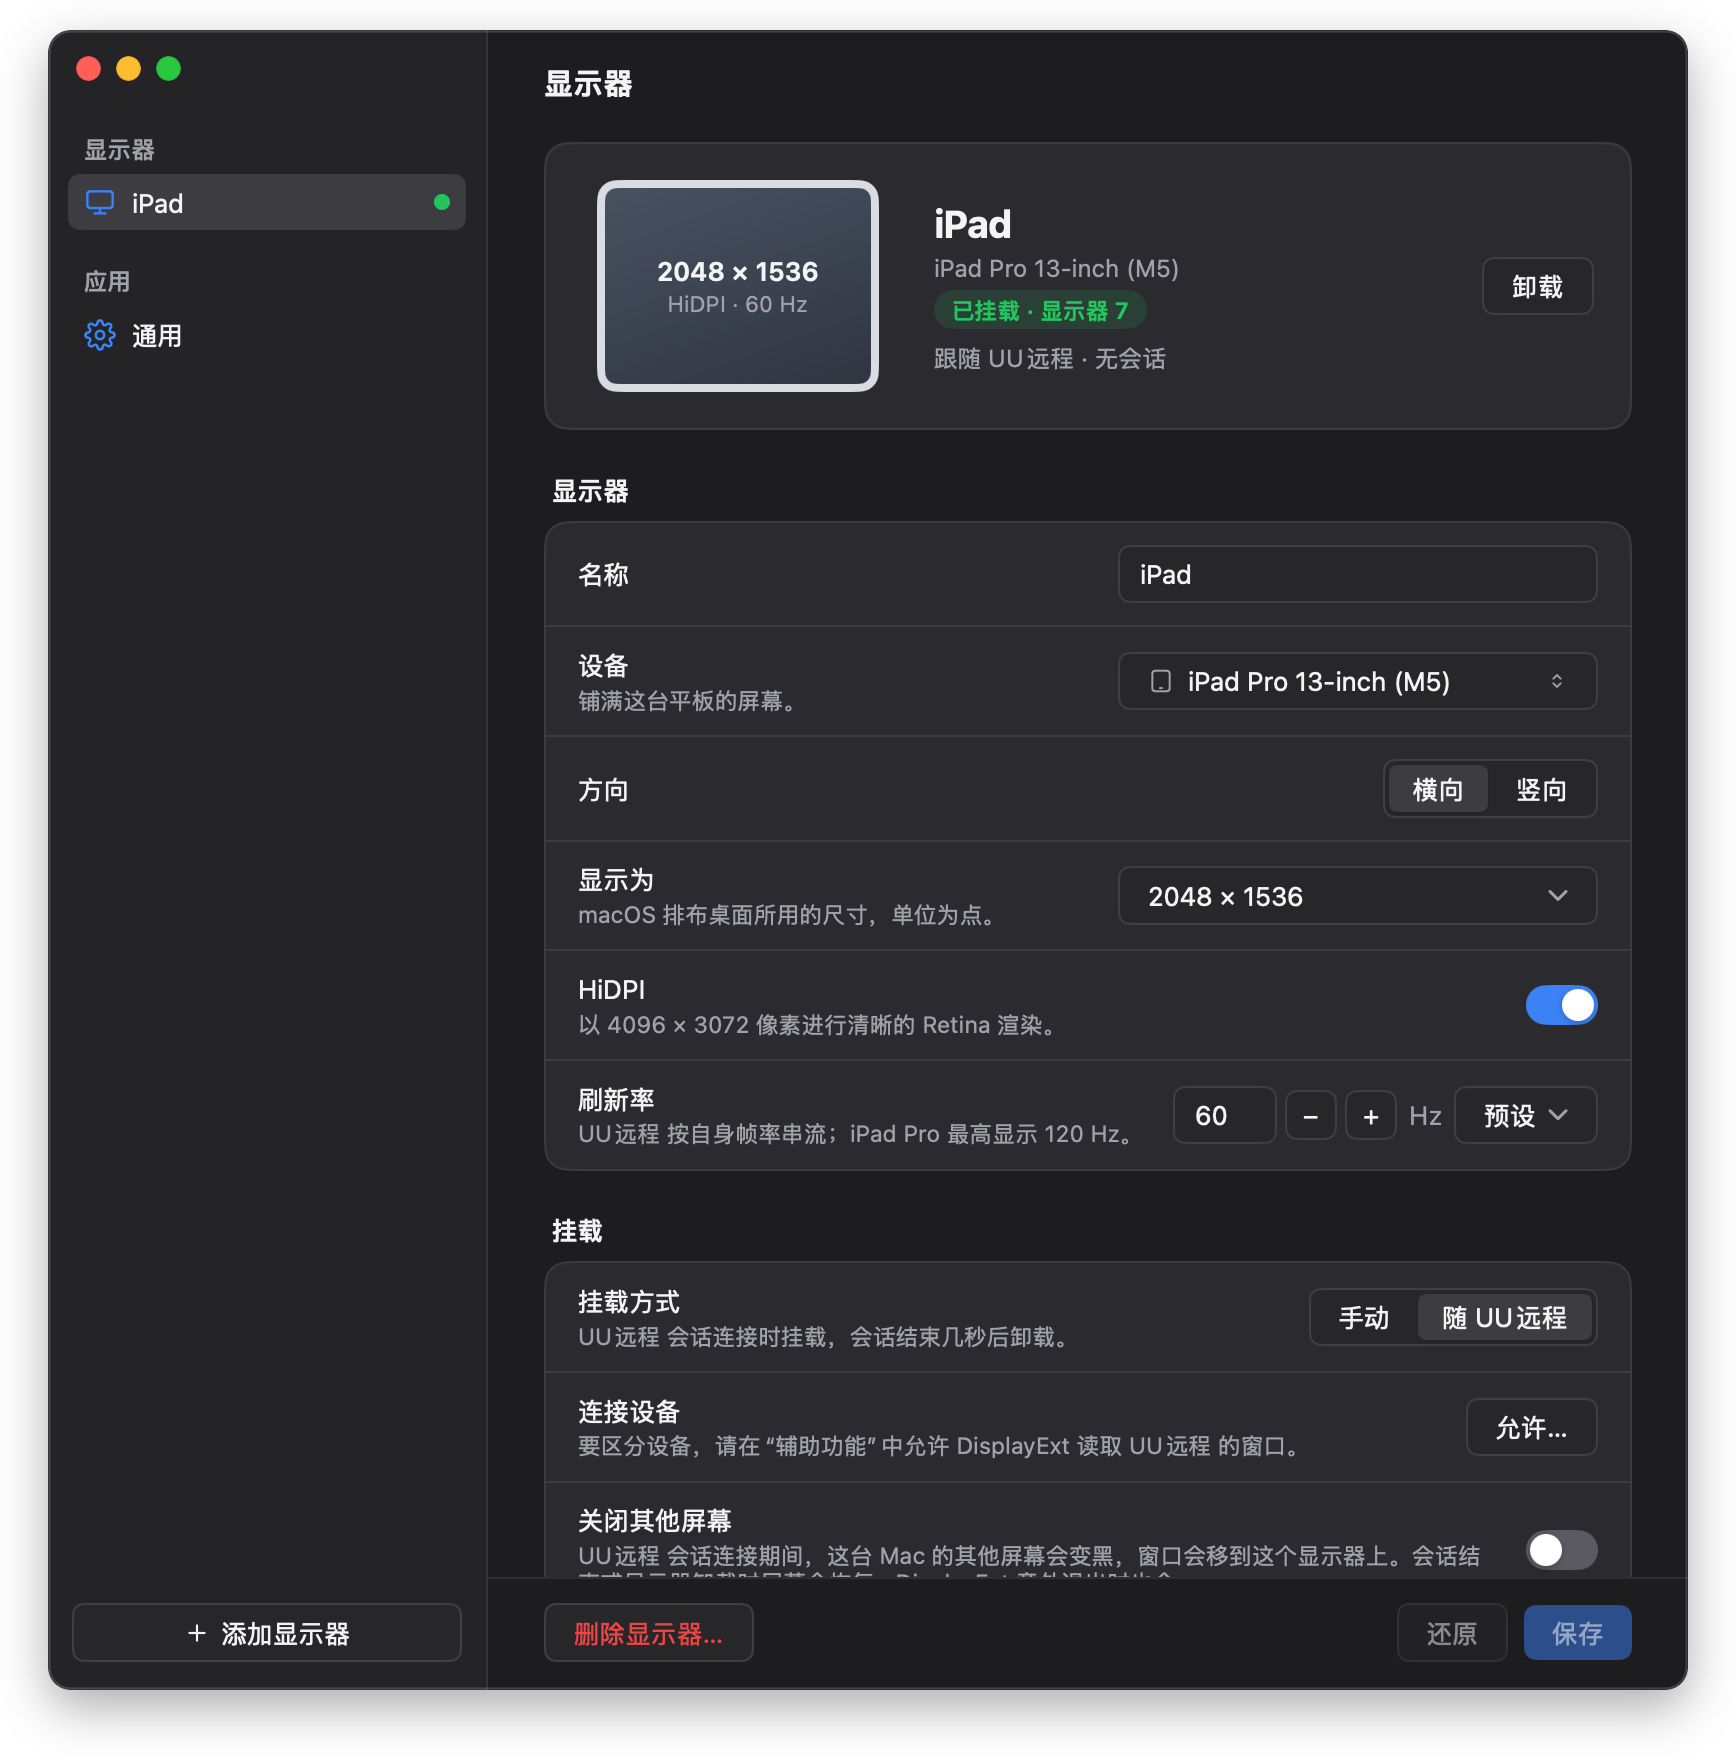 显示器
显示器
iPad
应用
通用
2048 × 1536
HiDPI · 60 Hz
iPad
iPad Pro 13-inch (M5)
已挂载 · 显示器 7
跟随 UU远程 · 无会话
卸载
显示器
名称
iPad
设备
铺满这台平板的屏幕。
iPad Pro 13-inch (M5)
方向
横向
竖向
显示为
macOS 排布桌面所用的尺寸，单位为点。
2048 × 1536
HiDPI
以 4096 × 3072 像素进行清晰的 Retina 渲染。
刷新率
UU远程 按自身帧率串流；iPad Pro 最高显示 120 Hz。
60
−
+
Hz
预设
挂载
挂载方式
UU远程 会话连接时挂载，会话结束几秒后卸载。
手动
随 UU远程
连接设备
要区分设备，请在 “辅助功能” 中允许 DisplayExt 读取 UU远程 的窗口。
允许...
关闭其他屏幕
UU远程 会话连接期间，这台 Mac 的其他屏幕会变黑，窗口会移到这个显示器上。会话结
+ 添加显示器
删除显示器...
还原
保存